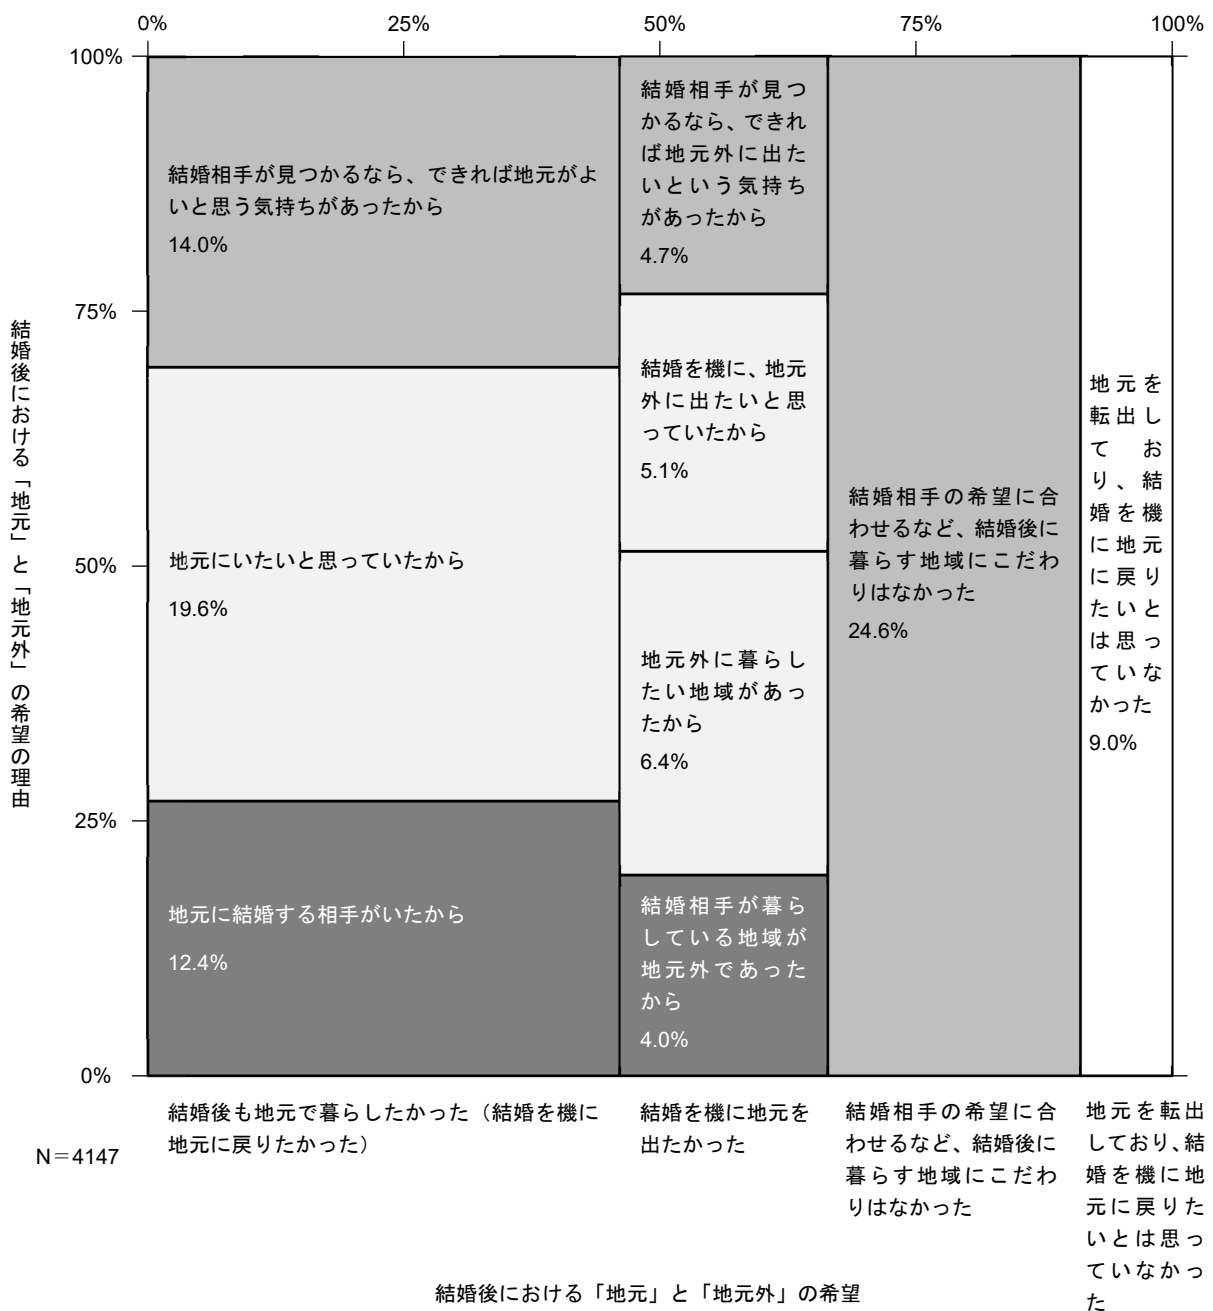 0%
25%
50%
75%
100%
100%
75%
50%
25%
0%
結婚後における「地元」と「地元外」の希望の理由
結婚相手が見つかるなら、できれば地元がよ
いと思う気持ちがあったから
14.0%
地元にいたいと思っていたから
19.6%
地元に結婚する相手がいたから
12.4%
結婚相手が見つ
かるなら、できれ
ば地元外に出た
いという気持ち
があったから
4.7%
結婚を機に、地元
外に出たいと思
っていたから
5.1%
地元外に暮らし
たい地域があっ
たから
6.4%
結婚相手が暮ら
している地域が
地元外であった
から
4.0%
結婚相手の希望に合
わせるなど、結婚後に
暮らす地域にこだわ
りはなかった
24.6%
地元を
転出し
てお
り、結
婚を機
に地元
に戻り
たいと
は思っ
ていな
かった
9.0%
結婚後も地元で暮らしたかった（結婚を機に
地元に戻りたかった）
結婚を機に地元を
出たかった
結婚相手の希望に合
わせるなど、結婚後に
暮らす地域にこだわ
りはなかった
地元を転出
しており、結
婚を機に地
元に戻りた
いとは思っ
ていなかっ
た
N＝4147
結婚後における「地元」と「地元外」の希望